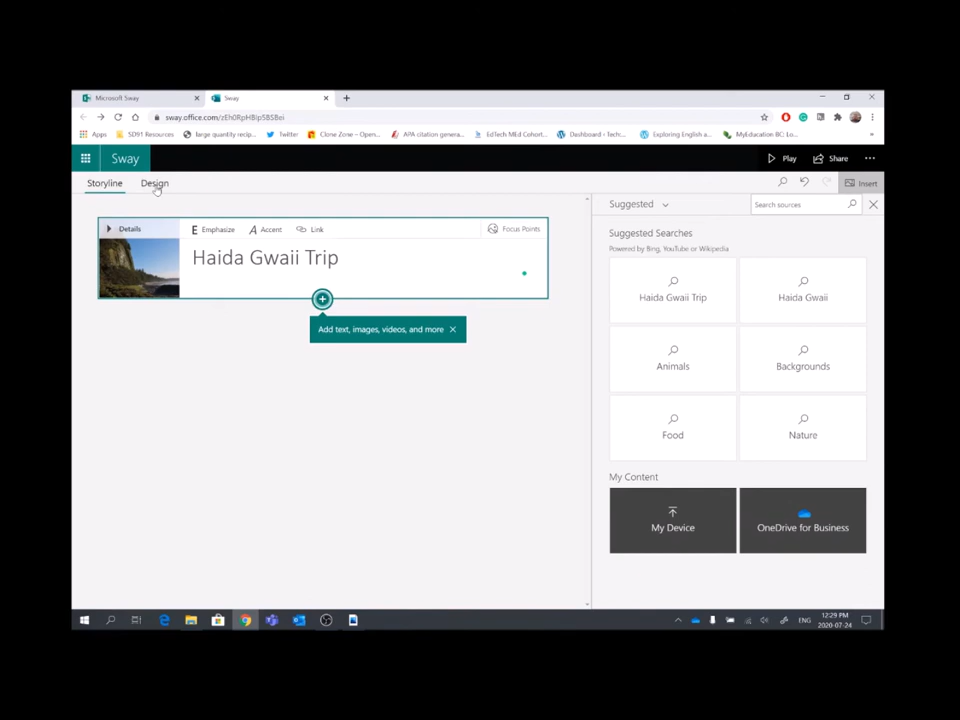 Microsoft Sway
Sway
sway.office.com/zEh0RpHBlp5BSBei
Apps
SD91 Resources
large quantity recip...
Twitter
Clone Zone – Open...
APA citation genera...
EdTech MEd Cohort...
Dashboard ‹ Tech:...
Exploring English a...
MyEducation BC: Lo...
»
Sway
Play
Share
Storyline
Design
Insert
Details
Emphasize
Accent
Link
Focus Points
Haida Gwaii Trip
Add text, images, videos, and more
Suggested
Search sources
Suggested Searches
Powered by Bing, YouTube or Wikipedia
Haida Gwaii Trip
Haida Gwaii
Animals
Backgrounds
Food
Nature
My Content
My Device
OneDrive for Business
ENG
12:29 PM
2020-07-24